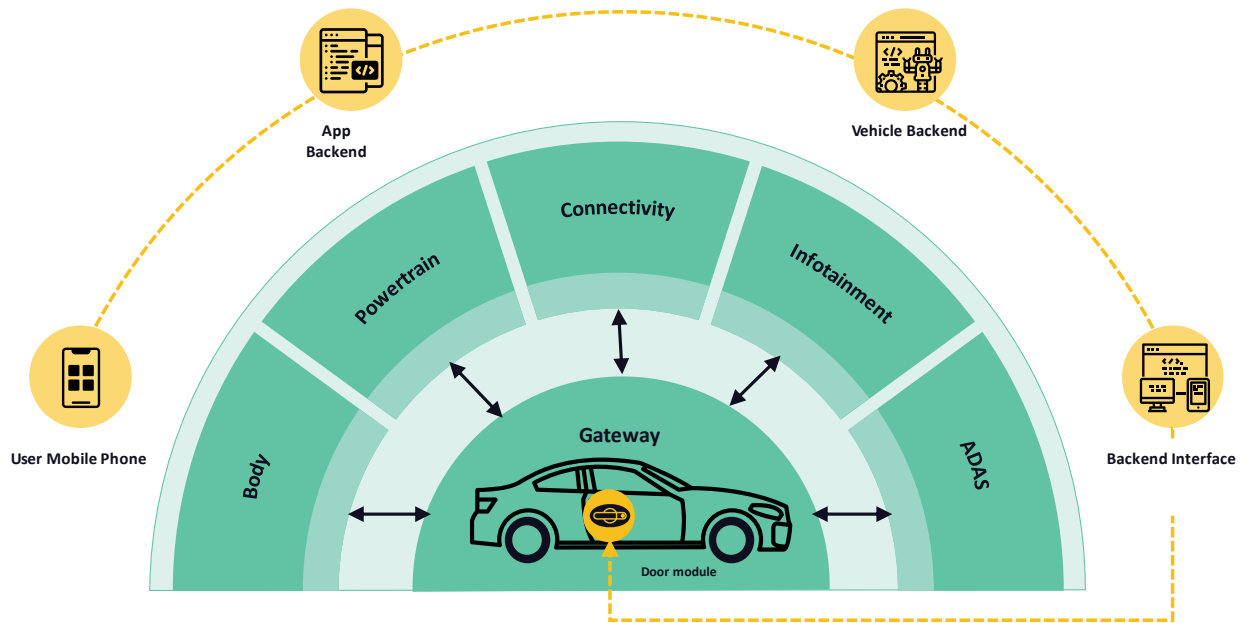 App
Backend
Vehicle Backend
Connectivity
Powertrain
Infotainment
Body
ADAS
Gateway
User Mobile Phone
Backend Interface
Door module